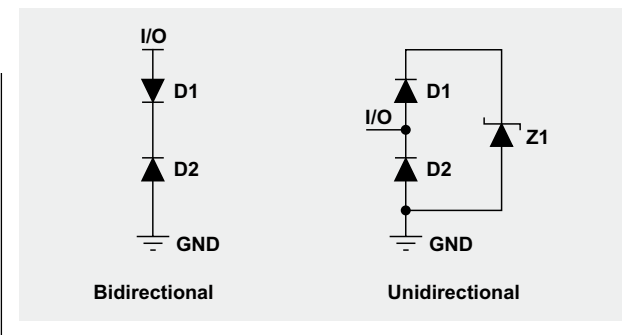 I/O
D1
D2
GND
Bidirectional
D1
I/O
Z1
D2
GND
Unidirectional